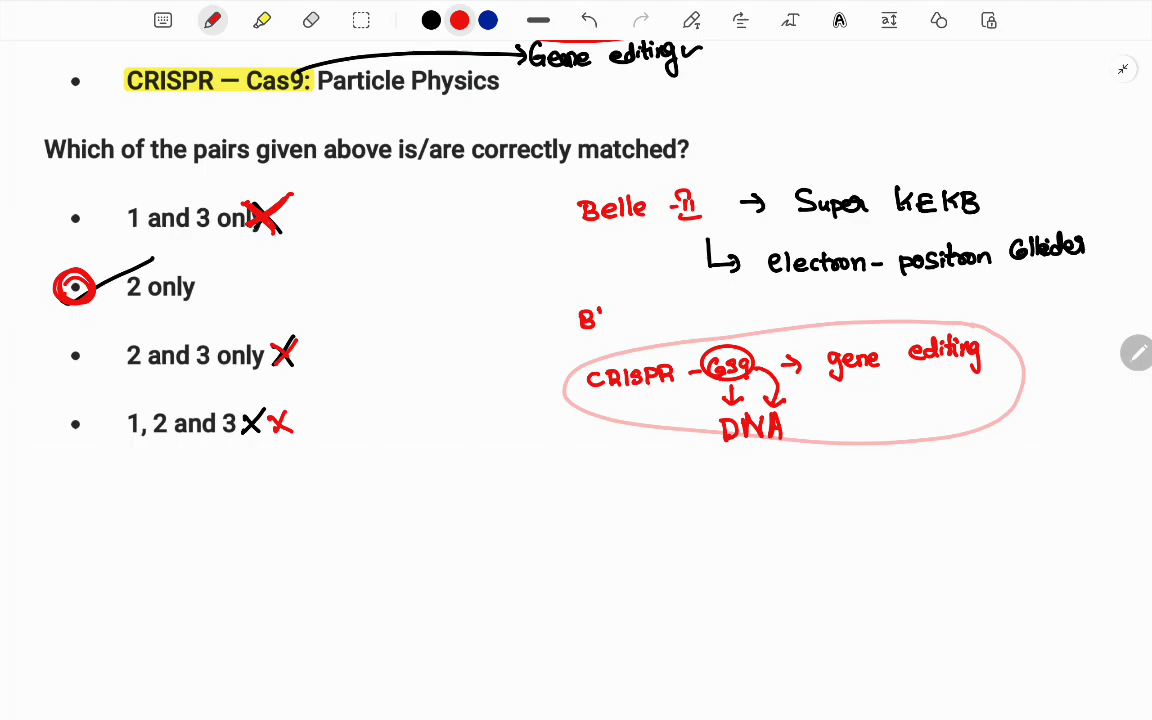 Gene editing
CRISPR – Cas9: Particle Physics
Which of the pairs given above is/are correctly matched?
1 and 3 only
2 only
2 and 3 only
1, 2 and 3
Belle - II → Super KEKB
electron - positron Collider
B'
CRISPR - Cas9 → gene editing
DNA